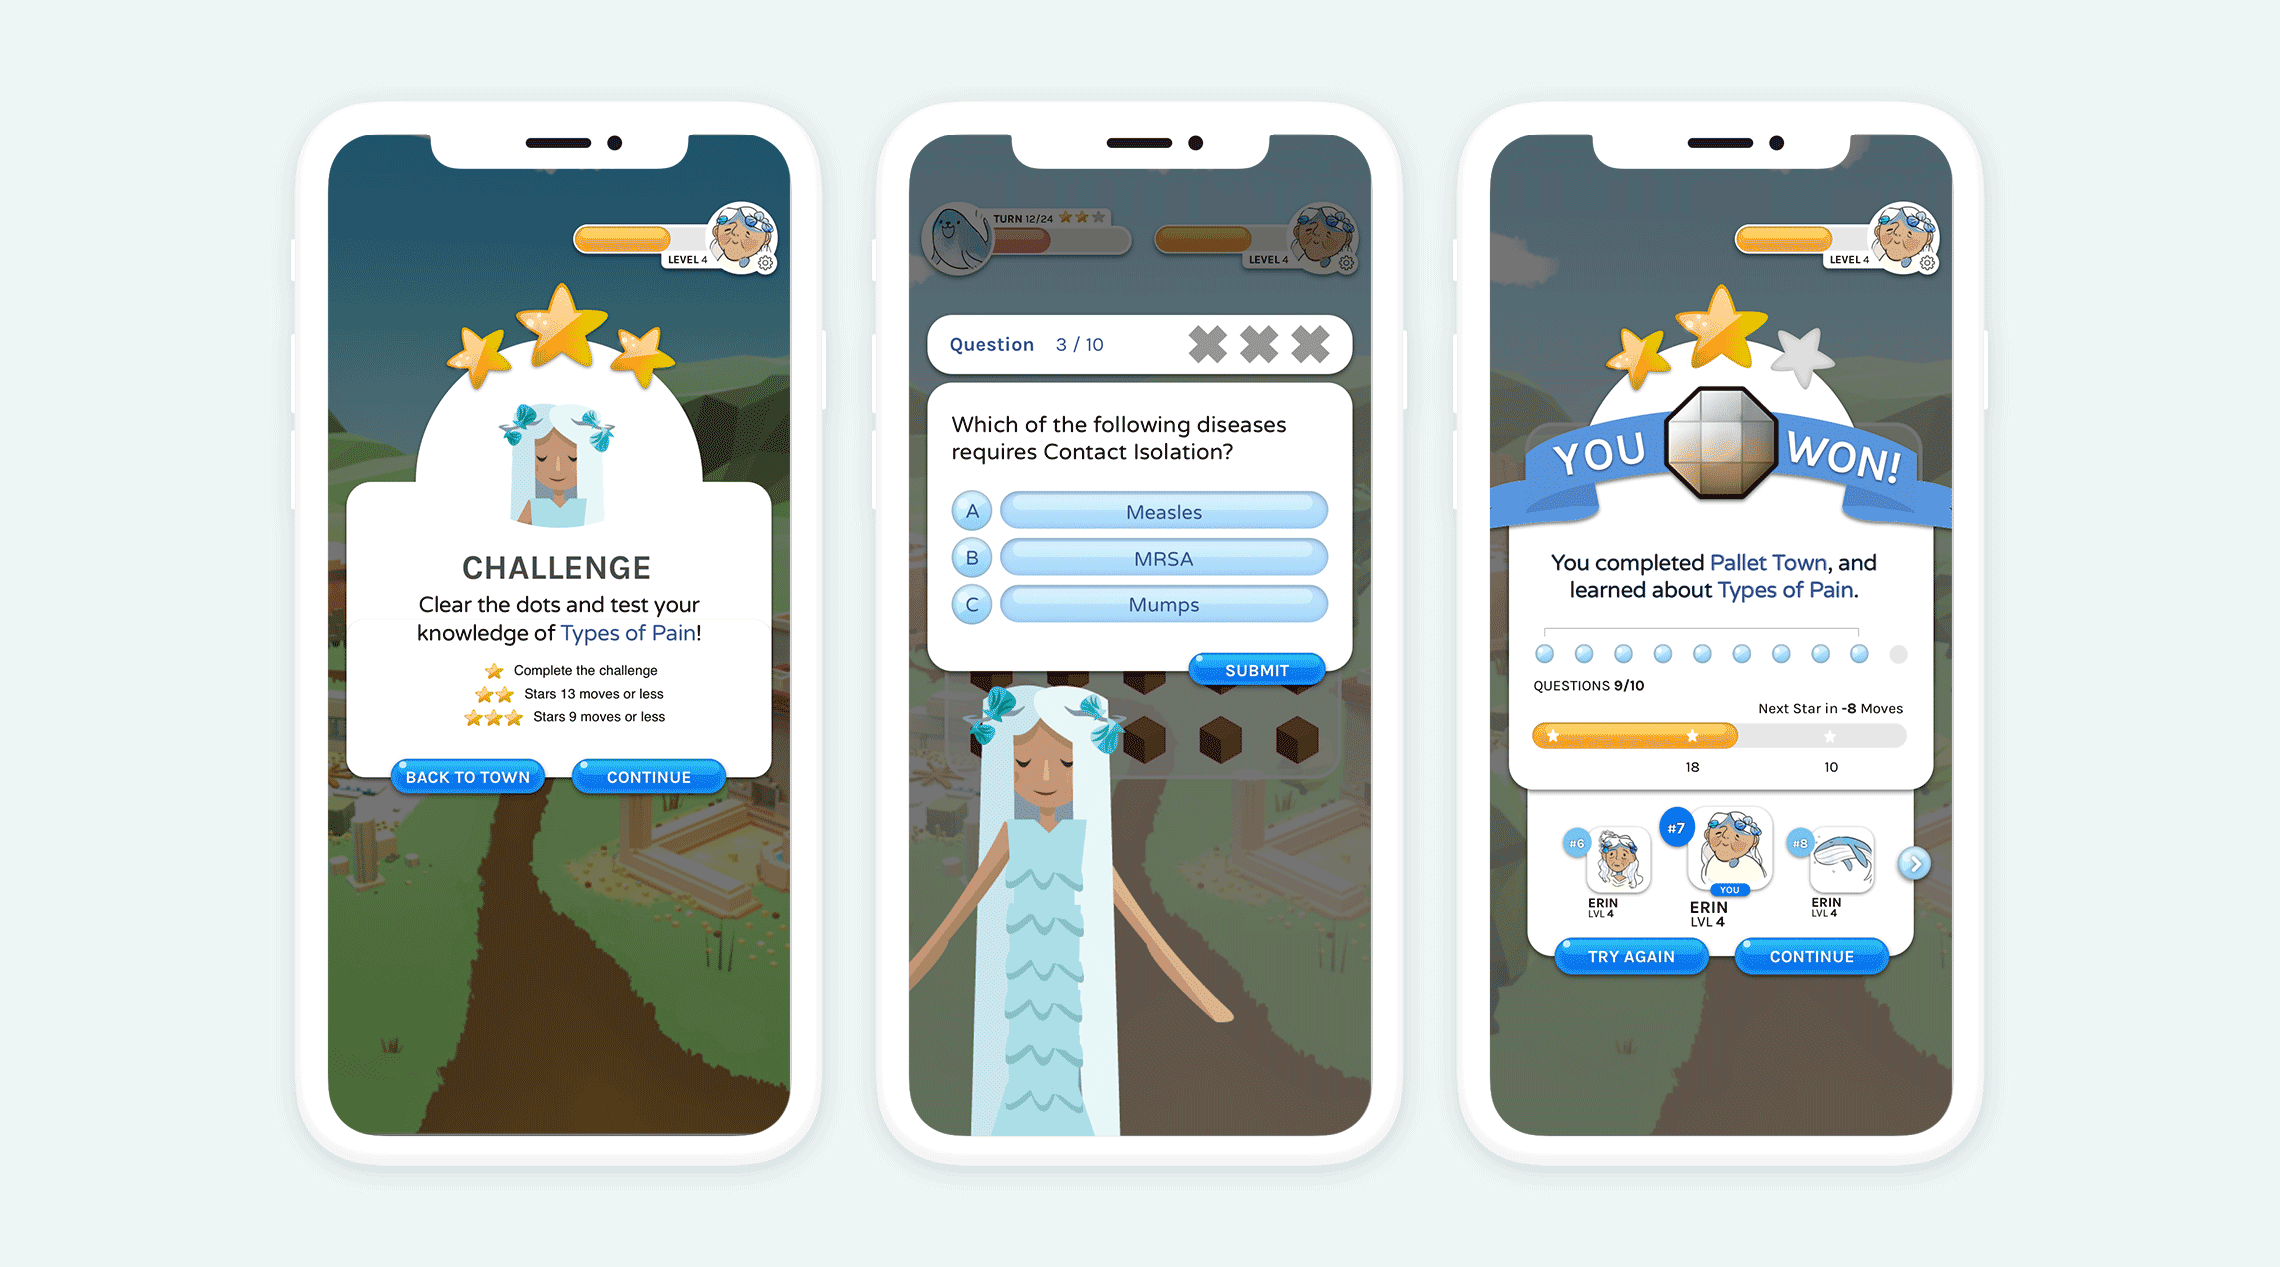 LEVEL 4
CHALLENGE
Clear the dots and test your
knowledge of Types of Pain!
Complete the challenge
Stars 13 moves or less
Stars 9 moves or less
BACK TO TOWN
CONTINUE
TURN 12/24
LEVEL 4
Question 3 / 10
Which of the following diseases
requires Contact Isolation?
A Measles
B MRSA
C Mumps
SUBMIT
LEVEL 4
YOU WON!
You completed Pallet Town, and
learned about Types of Pain.
QUESTIONS 9/10
Next Star in -8 Moves
18 10
#6 #7 #8
YOU
ERIN ERIN ERIN
LVL 4 LVL 4 LVL 4
TRY AGAIN
CONTINUE